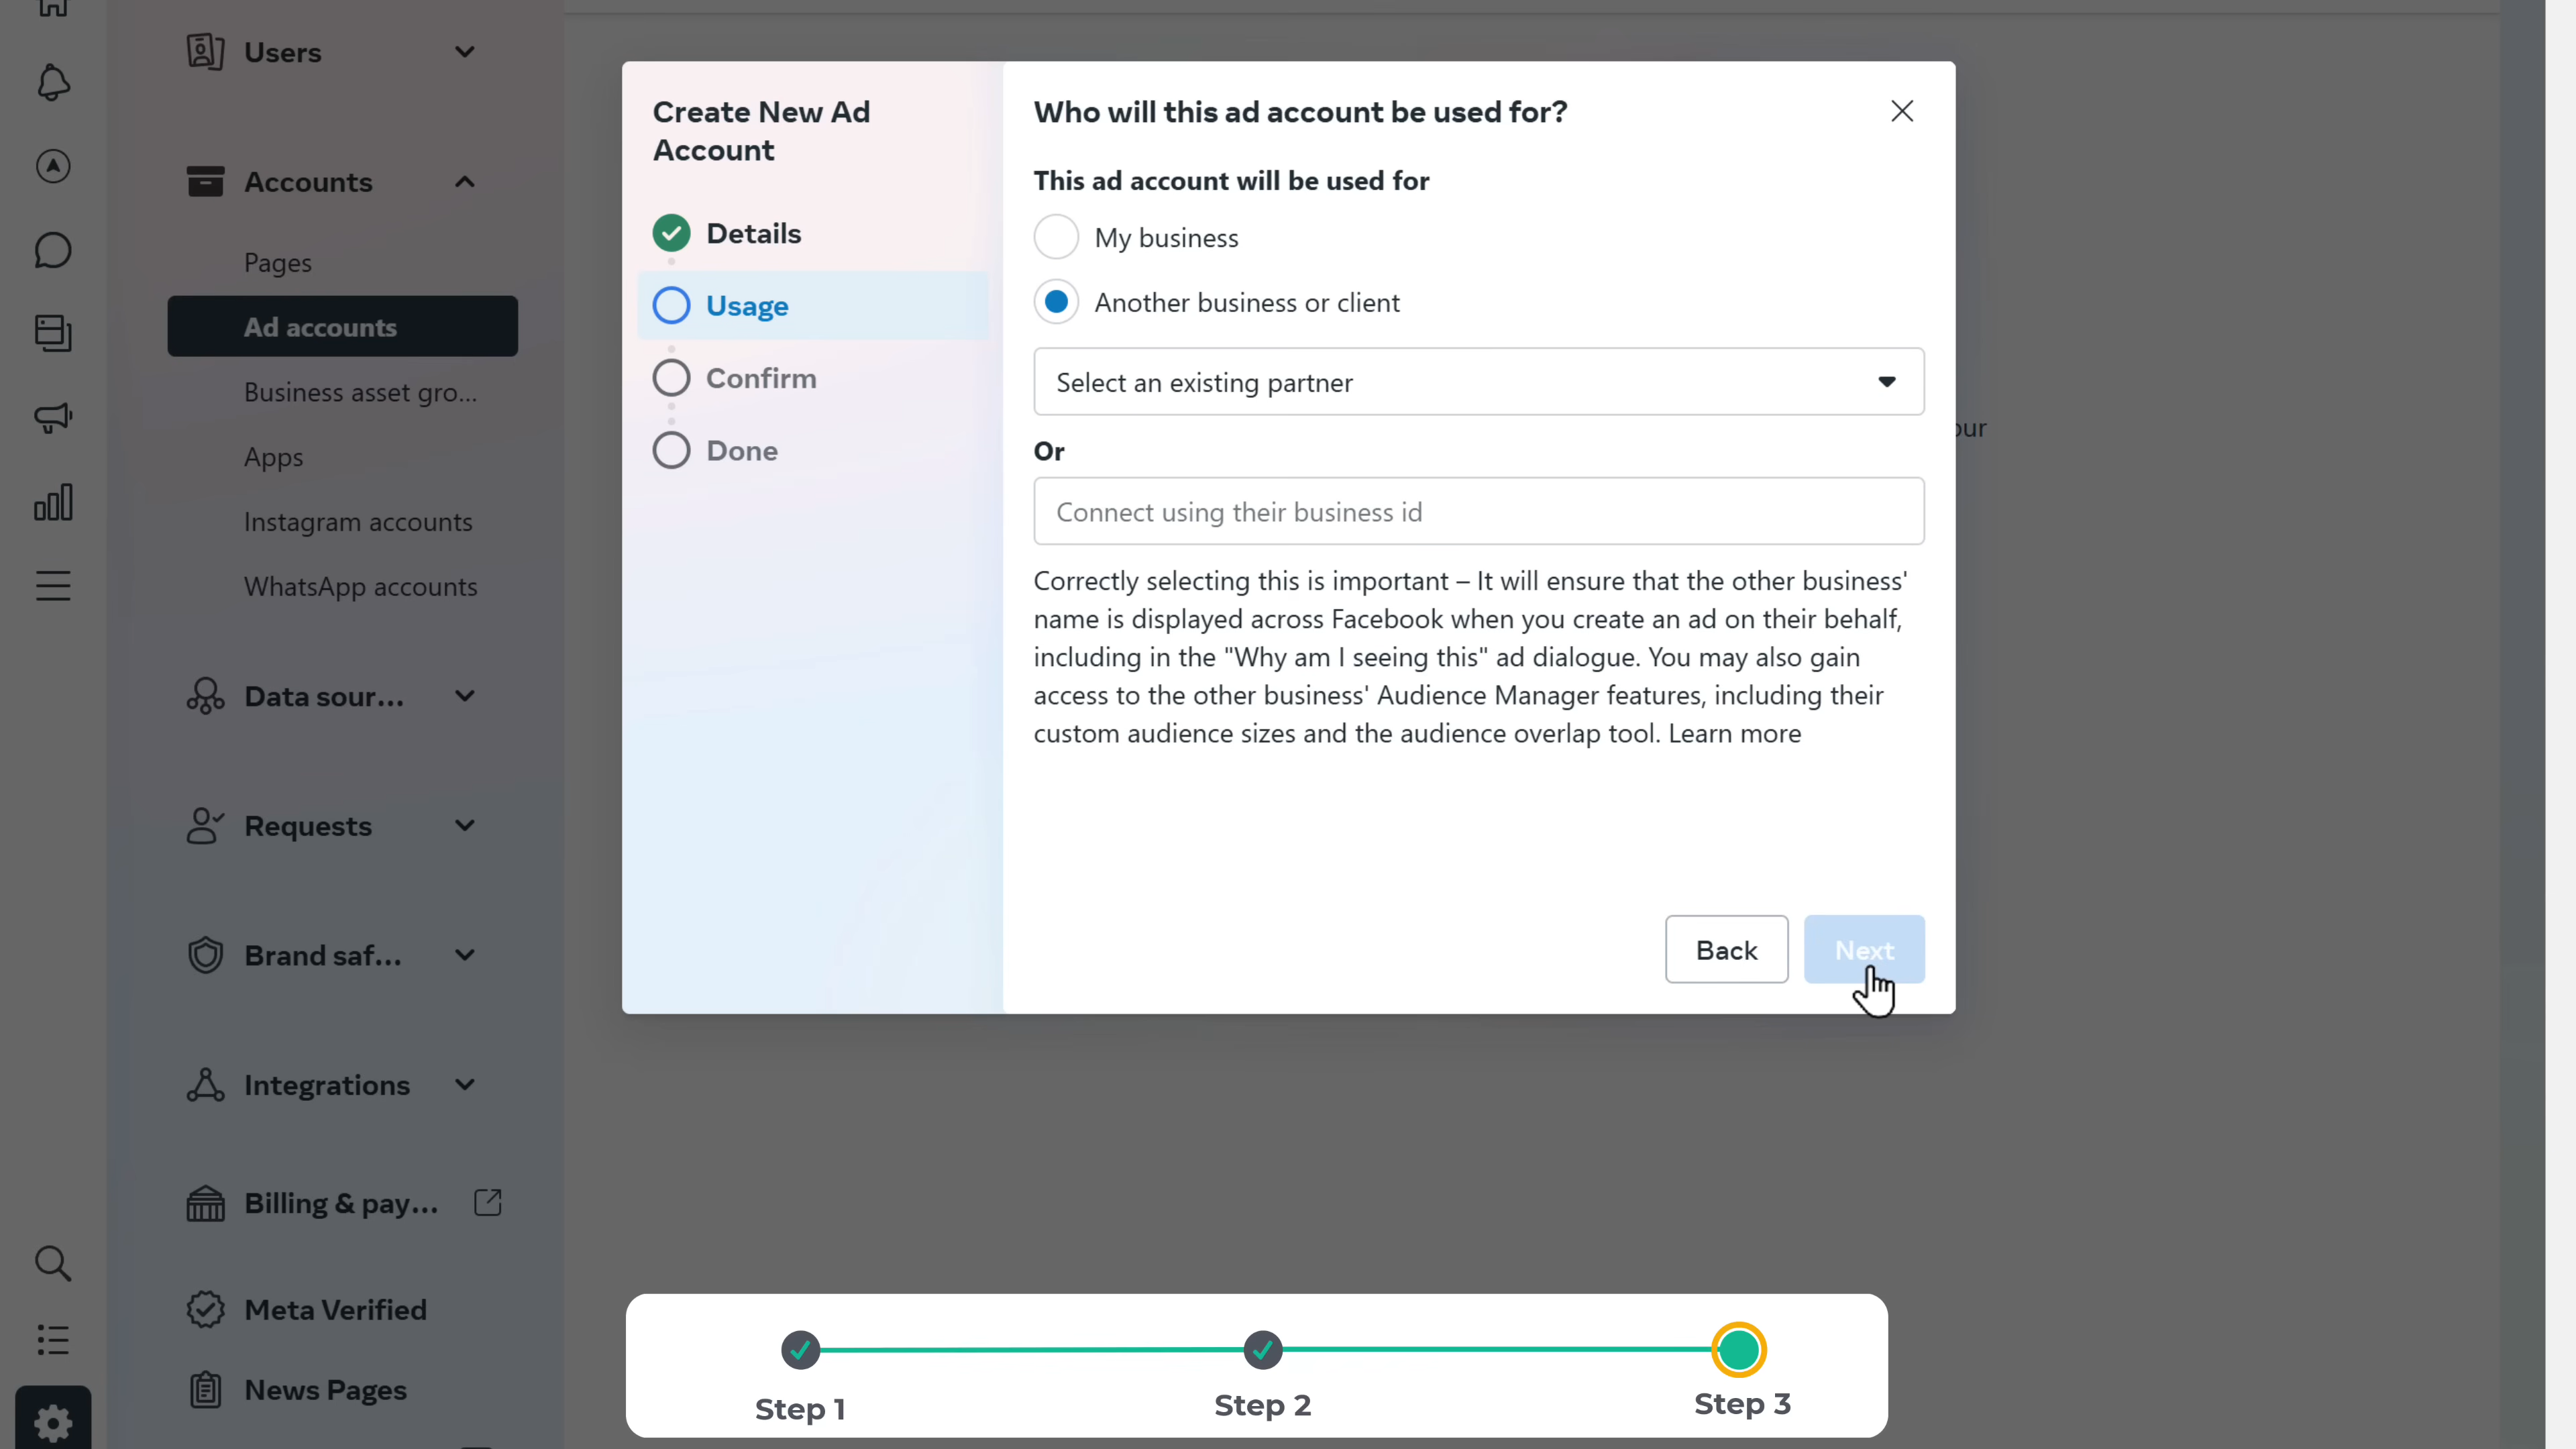 Users
Accounts
Pages
Ad accounts
Business asset gro...
Apps
Instagram accounts
WhatsApp accounts
Data sour...
Requests
Brand saf...
Integrations
Billing & pay...
Meta Verified
News Pages
Create New Ad
Account
Details
Usage
Confirm
Done
Who will this ad account be used for?
This ad account will be used for
My business
Another business or client
Select an existing partner
Or
Connect using their business id
Correctly selecting this is important – It will ensure that the other business'
name is displayed across Facebook when you create an ad on their behalf,
including in the "Why am I seeing this" ad dialogue. You may also gain
access to the other business' Audience Manager features, including their
custom audience sizes and the audience overlap tool. Learn more
Back
Next
Step 1
Step 2
Step 3